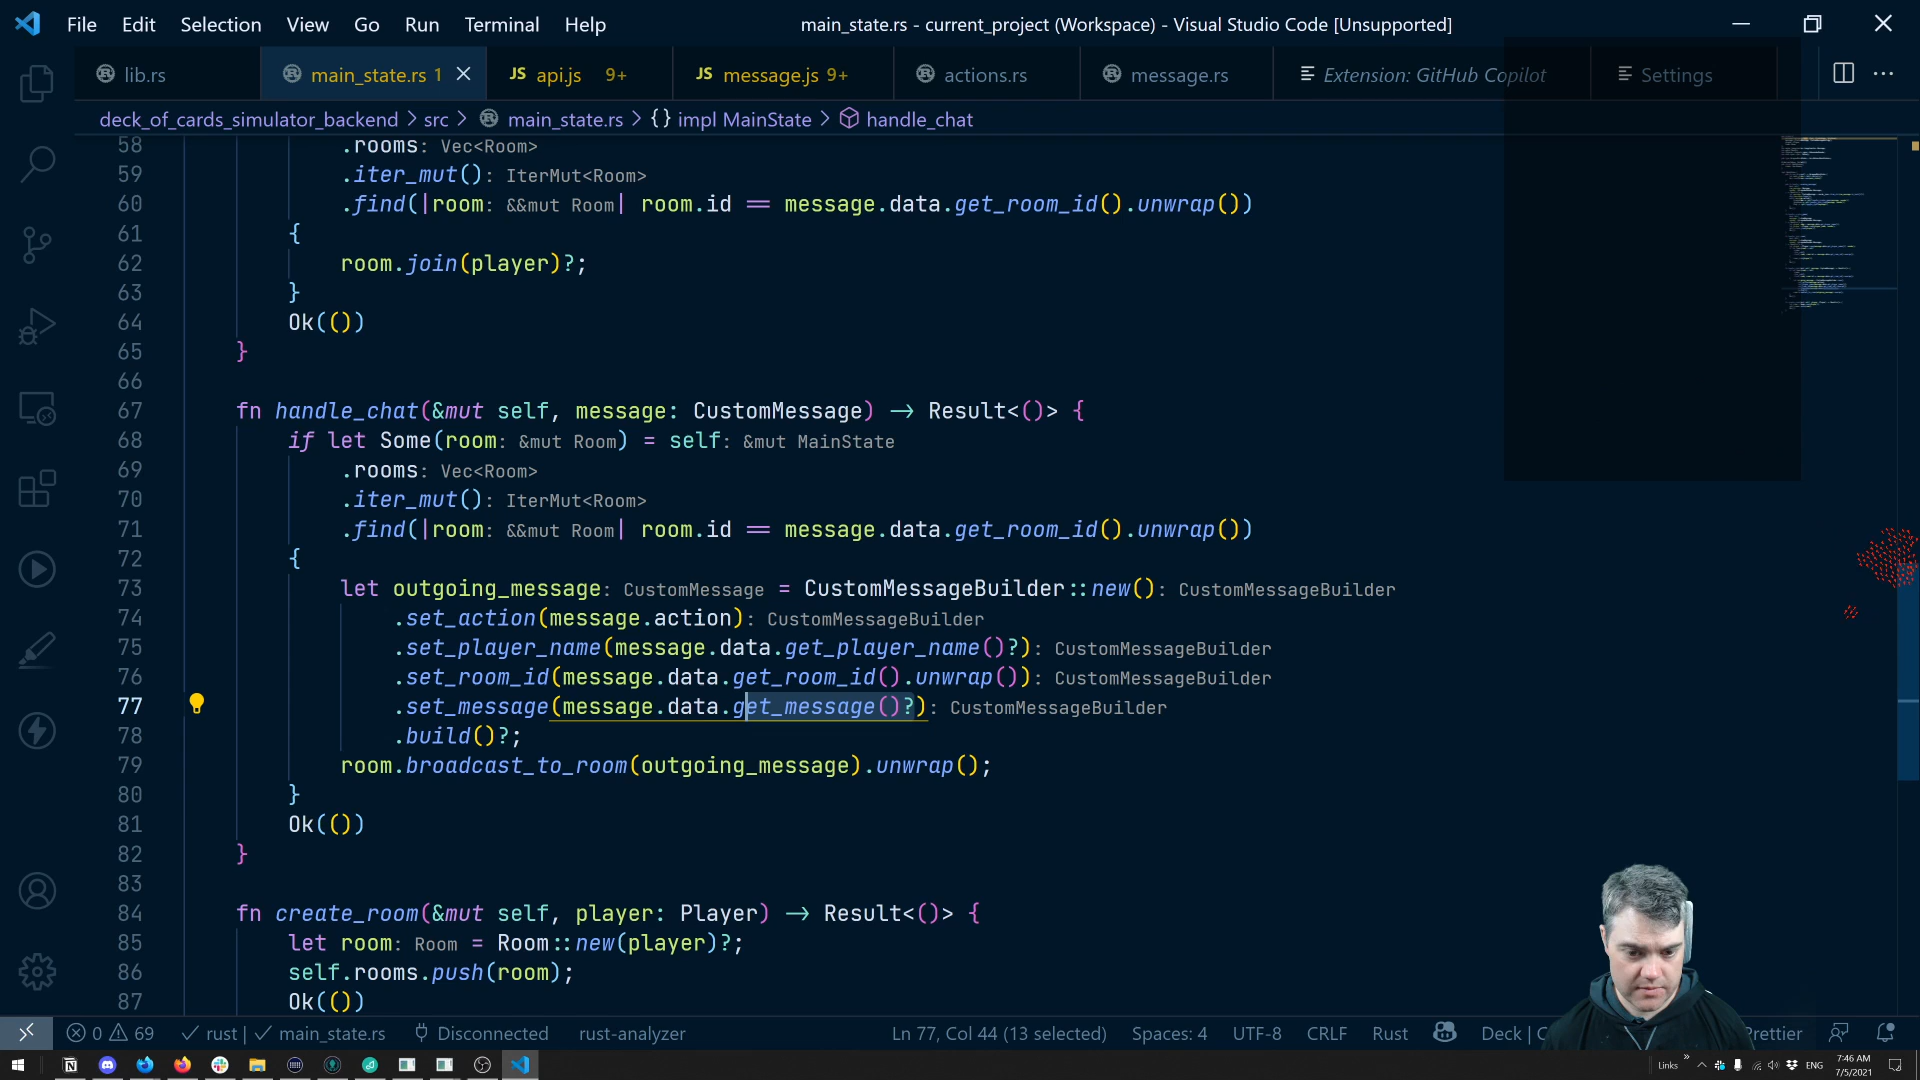 File Edit Selection View Go Run Terminal Help
main_state.rs - current_project (Workspace) - Visual Studio Code [Unsupported]
lib.rs
main_state.rs 1
JS api.js 9+
JS message.js 9+
actions.rs
message.rs
Extension: GitHub Copilot
Settings
deck_of_cards_simulator_backend > src > main_state.rs > {} impl MainState > handle_chat
58 .rooms: Vec<Room>
59 .iter_mut(): IterMut<Room>
60 .find(|room: &&mut Room| room.id == message.data.get_room_id().unwrap())
61 {
62 room.join(player)?;
63 }
64 Ok(())
65 }
66
67 fn handle_chat(&mut self, message: CustomMessage) -> Result<()> {
68 if let Some(room: &mut Room) = self: &mut MainState
69 .rooms: Vec<Room>
70 .iter_mut(): IterMut<Room>
71 .find(|room: &&mut Room| room.id == message.data.get_room_id().unwrap())
72 {
73 let outgoing_message: CustomMessage = CustomMessageBuilder::new(): CustomMessageBuilder
74 .set_action(message.action): CustomMessageBuilder
75 .set_player_name(message.data.get_player_name()?): CustomMessageBuilder
76 .set_room_id(message.data.get_room_id().unwrap()): CustomMessageBuilder
77 .set_message(message.data.get_message()?): CustomMessageBuilder
78 .build()?;
79 room.broadcast_to_room(outgoing_message).unwrap();
80 }
81 Ok(())
82 }
83
84 fn create_room(&mut self, player: Player) -> Result<()> {
85 let room: Room = Room::new(player)?;
86 self.rooms.push(room);
87 Ok(())
0 69 rust | main_state.rs Disconnected rust-analyzer Ln 77, Col 44 (13 selected) Spaces: 4 UTF-8 CRLF Rust Deck | Prettier
Links » ENG 7:46 AM
7/5/2021